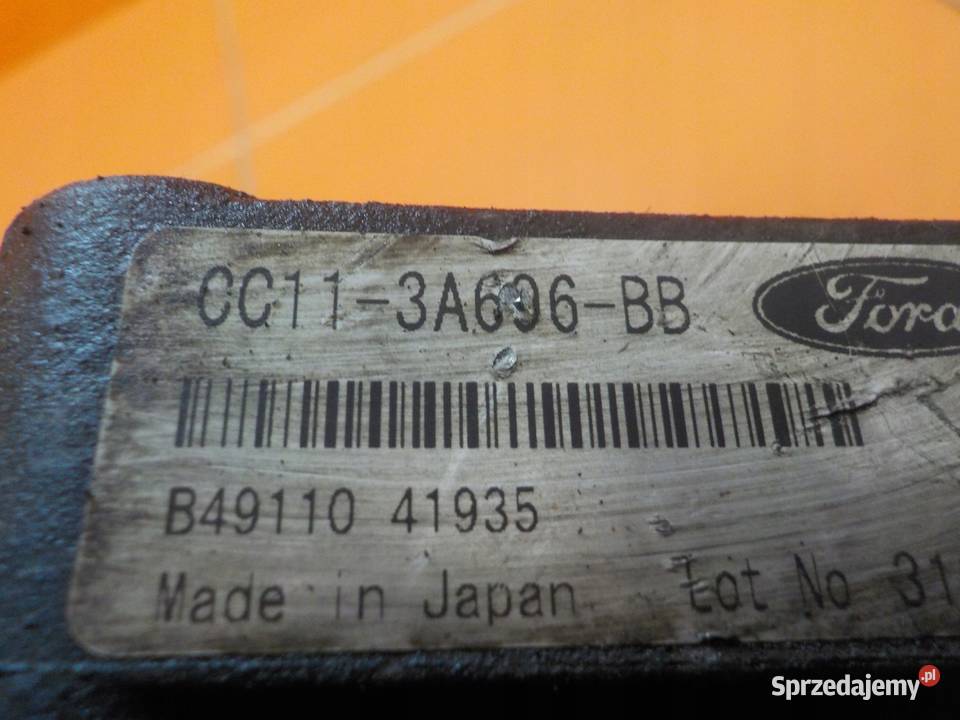 CC11-3A696-BB
Ford
B49110 41935
Made in Japan Lot No 31
Sprzedajemy.pl